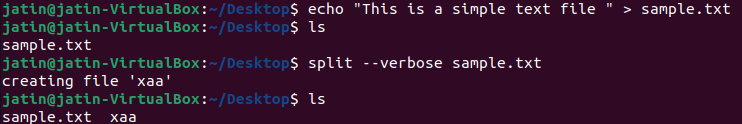 jatin@jatin-VirtualBox:~/Desktop$ echo "This is a simple text file " > sample.txt
jatin@jatin-VirtualBox:~/Desktop$ ls
sample.txt
jatin@jatin-VirtualBox:~/Desktop$ split --verbose sample.txt
creating file 'xaa'
jatin@jatin-VirtualBox:~/Desktop$ ls
sample.txt  xaa